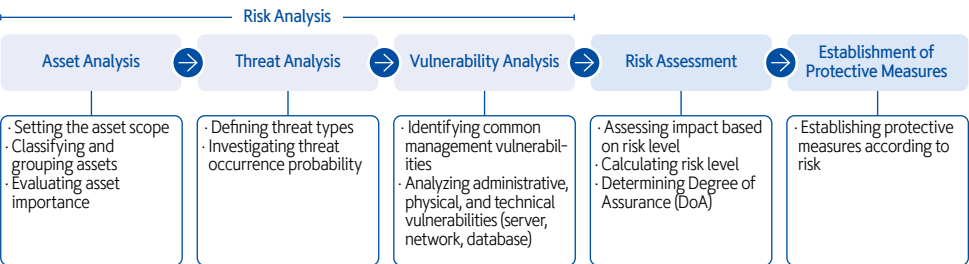 Risk Analysis
Asset Analysis
Threat Analysis
Vulnerability Analysis
Risk Assessment
Establishment of
Protective Measures
· Setting the asset scope
· Classifying and
grouping assets
· Evaluating asset
importance
· Defining threat types
· Investigating threat
occurrence probability
· Identifying common
management vulnerabil-
ities
· Analyzing administrative,
physical, and technical
vulnerabilities (server,
network, database)
· Assessing impact based
on risk level
· Calculating risk level
· Determining Degree of
Assurance (DoA)
· Establishing protective
measures according to
risk